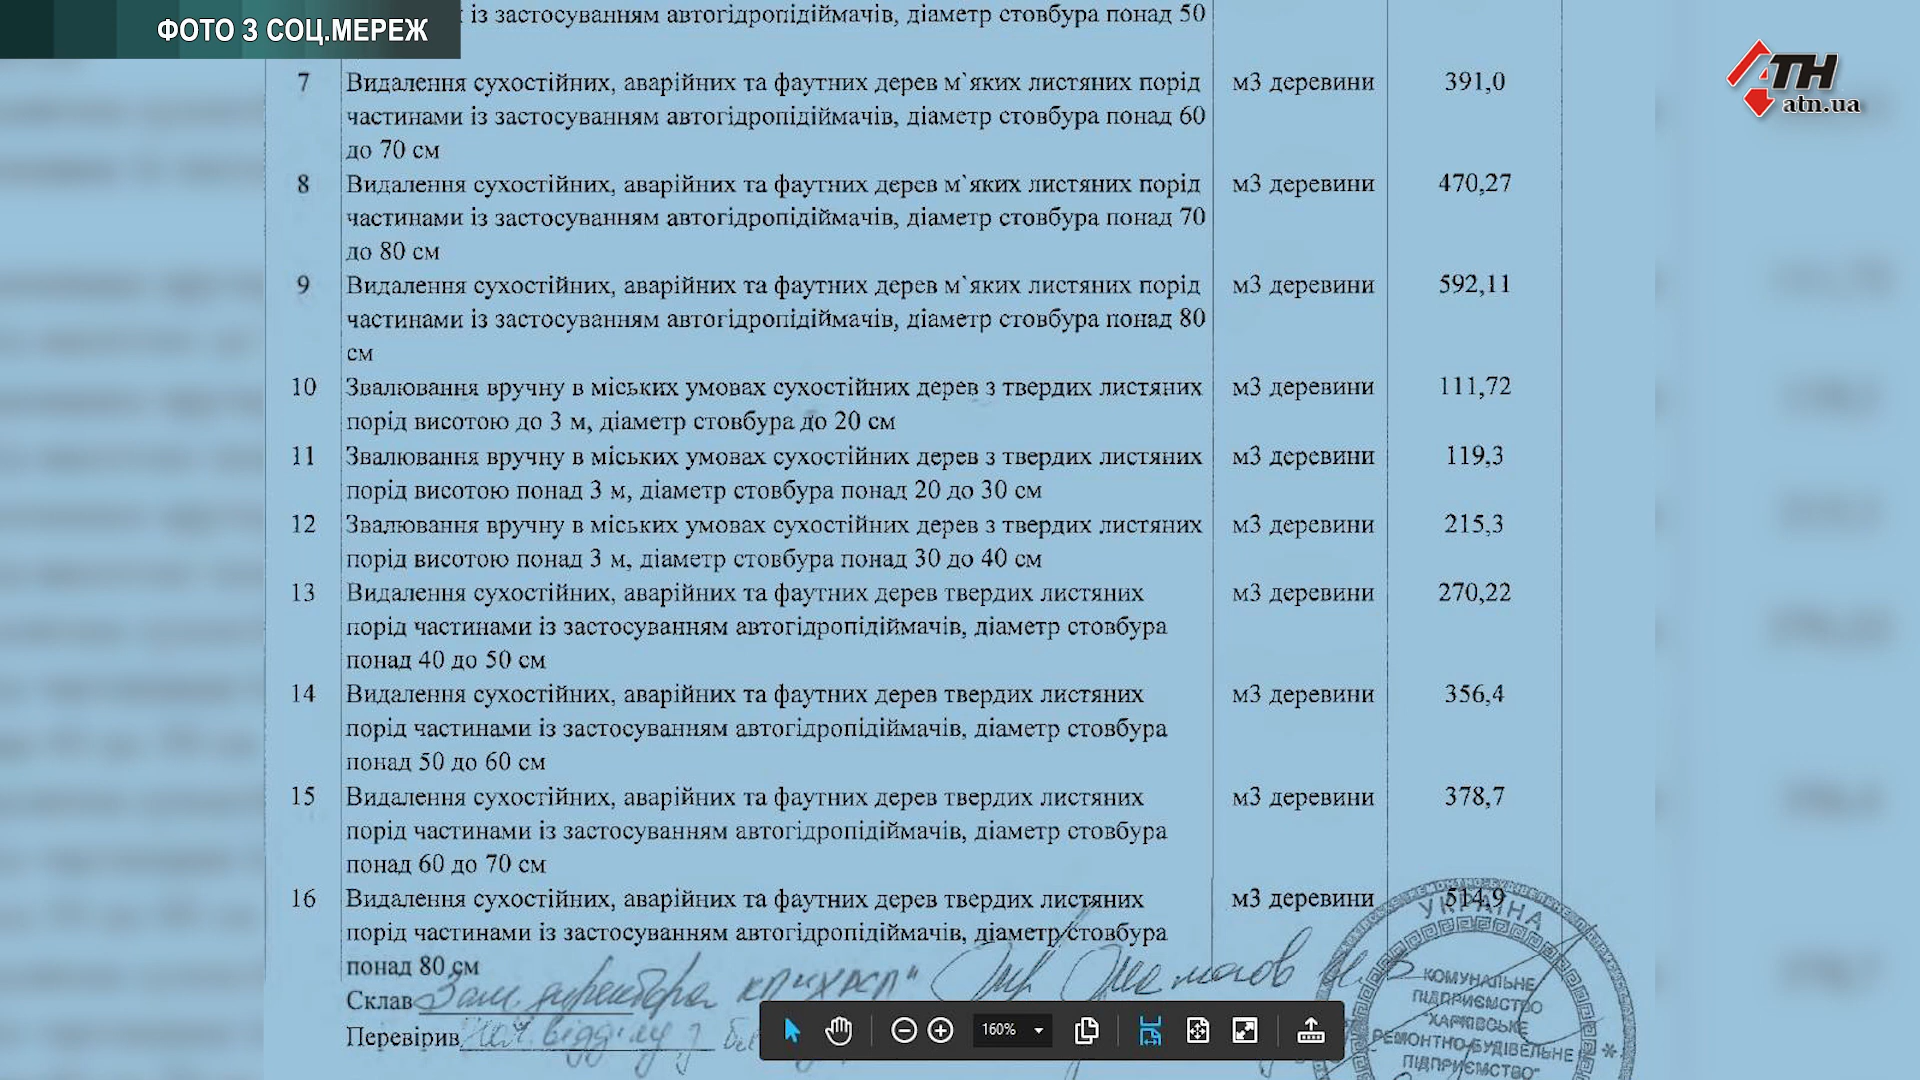 ФОТО З СОЦ.МЕРЕЖ
АТН
atn.ua
із застосуванням автогідропідіймачів, діаметр стовбура понад 50
7 Видалення сухостійних, аварійних та фаутних дерев м`яких листяних порід м3 деревини 391,0
частинами із застосуванням автогідропідіймачів, діаметр стовбура понад 60
до 70 см
8 Видалення сухостійних, аварійних та фаутних дерев м`яких листяних порід м3 деревини 470,27
частинами із застосуванням автогідропідіймачів, діаметр стовбура понад 70
до 80 см
9 Видалення сухостійних, аварійних та фаутних дерев м`яких листяних порід м3 деревини 592,11
частинами із застосуванням автогідропідіймачів, діаметр стовбура понад 80
см
10 Звалювання вручну в міських умовах сухостійних дерев з твердих листяних м3 деревини 111,72
порід висотою до 3 м, діаметр стовбура до 20 см
11 Звалювання вручну в міських умовах сухостійних дерев з твердих листяних м3 деревини 119,3
порід висотою понад 3 м, діаметр стовбура понад 20 до 30 см
12 Звалювання вручну в міських умовах сухостійних дерев з твердих листяних м3 деревини 215,3
порід висотою понад 3 м, діаметр стовбура понад 30 до 40 см
13 Видалення сухостійних, аварійних та фаутних дерев твердих листяних м3 деревини 270,22
порід частинами із застосуванням автогідропідіймачів, діаметр стовбура
понад 40 до 50 см
14 Видалення сухостійних, аварійних та фаутних дерев твердих листяних м3 деревини 356,4
порід частинами із застосуванням автогідропідіймачів, діаметр стовбура
понад 50 до 60 см
15 Видалення сухостійних, аварійних та фаутних дерев твердих листяних м3 деревини 378,7
порід частинами із застосуванням автогідропідіймачів, діаметр стовбура
понад 60 до 70 см
16 Видалення сухостійних, аварійних та фаутних дерев твердих листяних м3 деревини 514,9
порід частинами із застосуванням автогідропідіймачів, діаметр стовбура
понад 80 см
Склав Зам. директора
Перевірив відділу
160%
УКРАЇНА
КОМУНАЛЬНЕ
ПІДПРИЄМСТВО
"ХАРКІВСЬКЕ
РЕМОНТНО-БУДІВЕЛЬНЕ
ПІДПРИЄМСТВО"